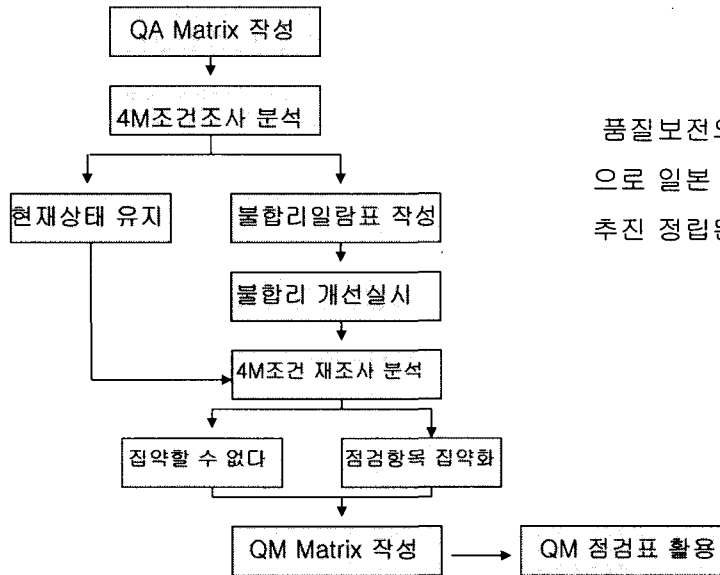 QA Matrix 작성
4M조건조사 분석
현재상태 유지
불합리일람표 작성
불합리 개선실시
4M조건 재조사 분석
집약할 수 없다
점검항목 집약화
QM Matrix 작성
QM 점검표 활용
품질보전의
으로 일본
추진 정립